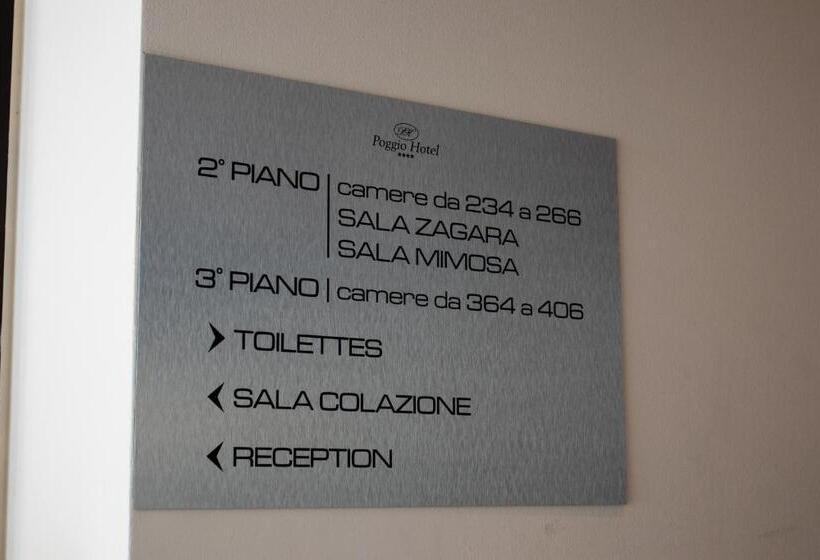 PH
Poggio Hotel
★★★★
2° PIANO | camere da 234 a 266
SALA ZAGARA
SALA MIMOSA
3° PIANO | camere da 364 a 406
TOILETTES
SALA COLAZIONE
RECEPTION